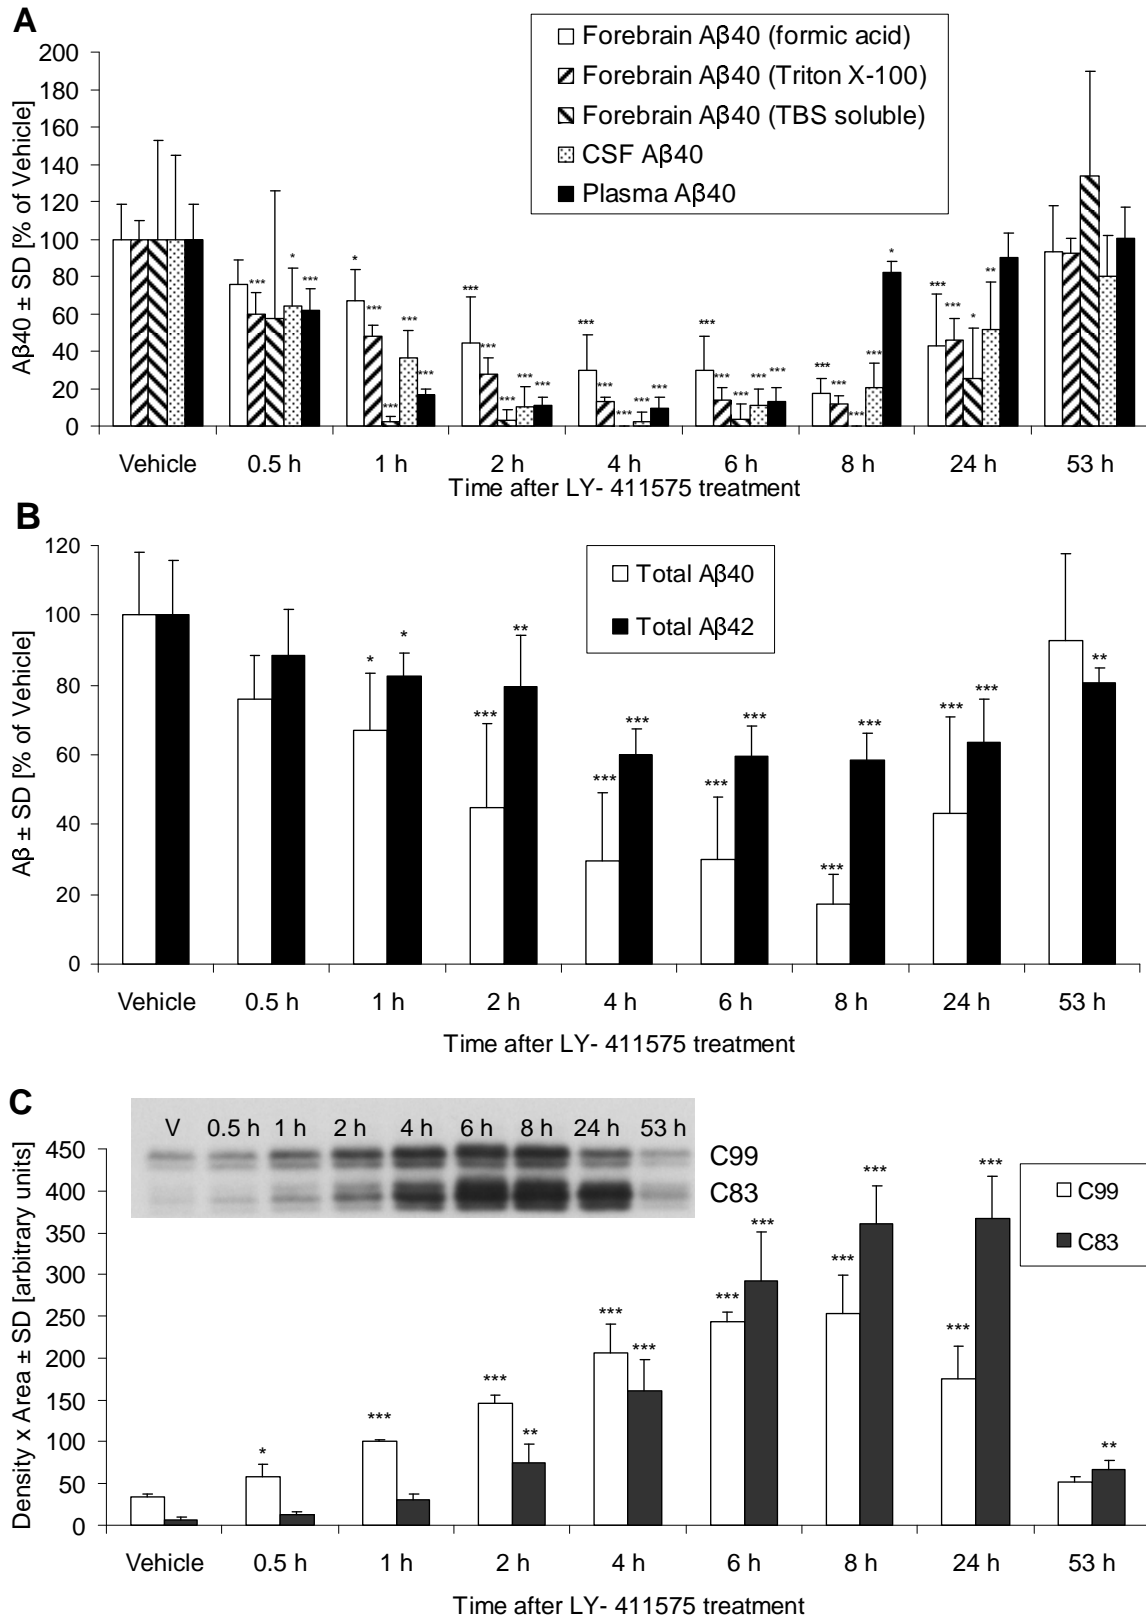 A
Aβ40 ± SD [% of Vehicle]
200
180
160
140
120
100
80
60
40
20
0
Forebrain Aβ40 (formic acid)
Forebrain Aβ40 (Triton X-100)
Forebrain Aβ40 (TBS soluble)
CSF Aβ40
Plasma Aβ40
*** * ***
* *** *** *** ***
*** *** *** *** ***
*** *** *** *** ***
*** *** *** *** ***
*** *** *** *** *
*** *** * **
Vehicle 0.5 h 1 h 2 h 4 h 6 h 8 h 24 h 53 h
Time after LY- 411575 treatment
B
Aβ ± SD [% of Vehicle]
120
100
80
60
40
20
0
Total Aβ40
Total Aβ42
* * *** ** *** *** *** *** *** *** *** *** **
Vehicle 0.5 h 1 h 2 h 4 h 6 h 8 h 24 h 53 h
Time after LY- 411575 treatment
C
Density x Area ± SD [arbitrary units]
450
400
350
300
250
200
150
100
50
0
V 0.5 h 1 h 2 h 4 h 6 h 8 h 24 h 53 h
C99
C83
C99
C83
* *** *** ** *** *** *** *** *** *** *** *** **
Vehicle 0.5 h 1 h 2 h 4 h 6 h 8 h 24 h 53 h
Time after LY- 411575 treatment